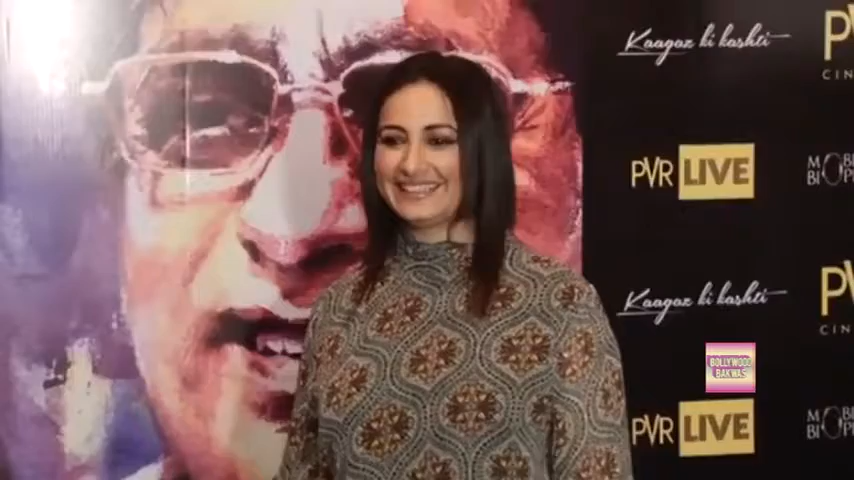 Kaagaz ki kashti
PVR LIVE
Kaagaz ki kashti
BOLLYWOOD
BAKWAS
PVR LIVE